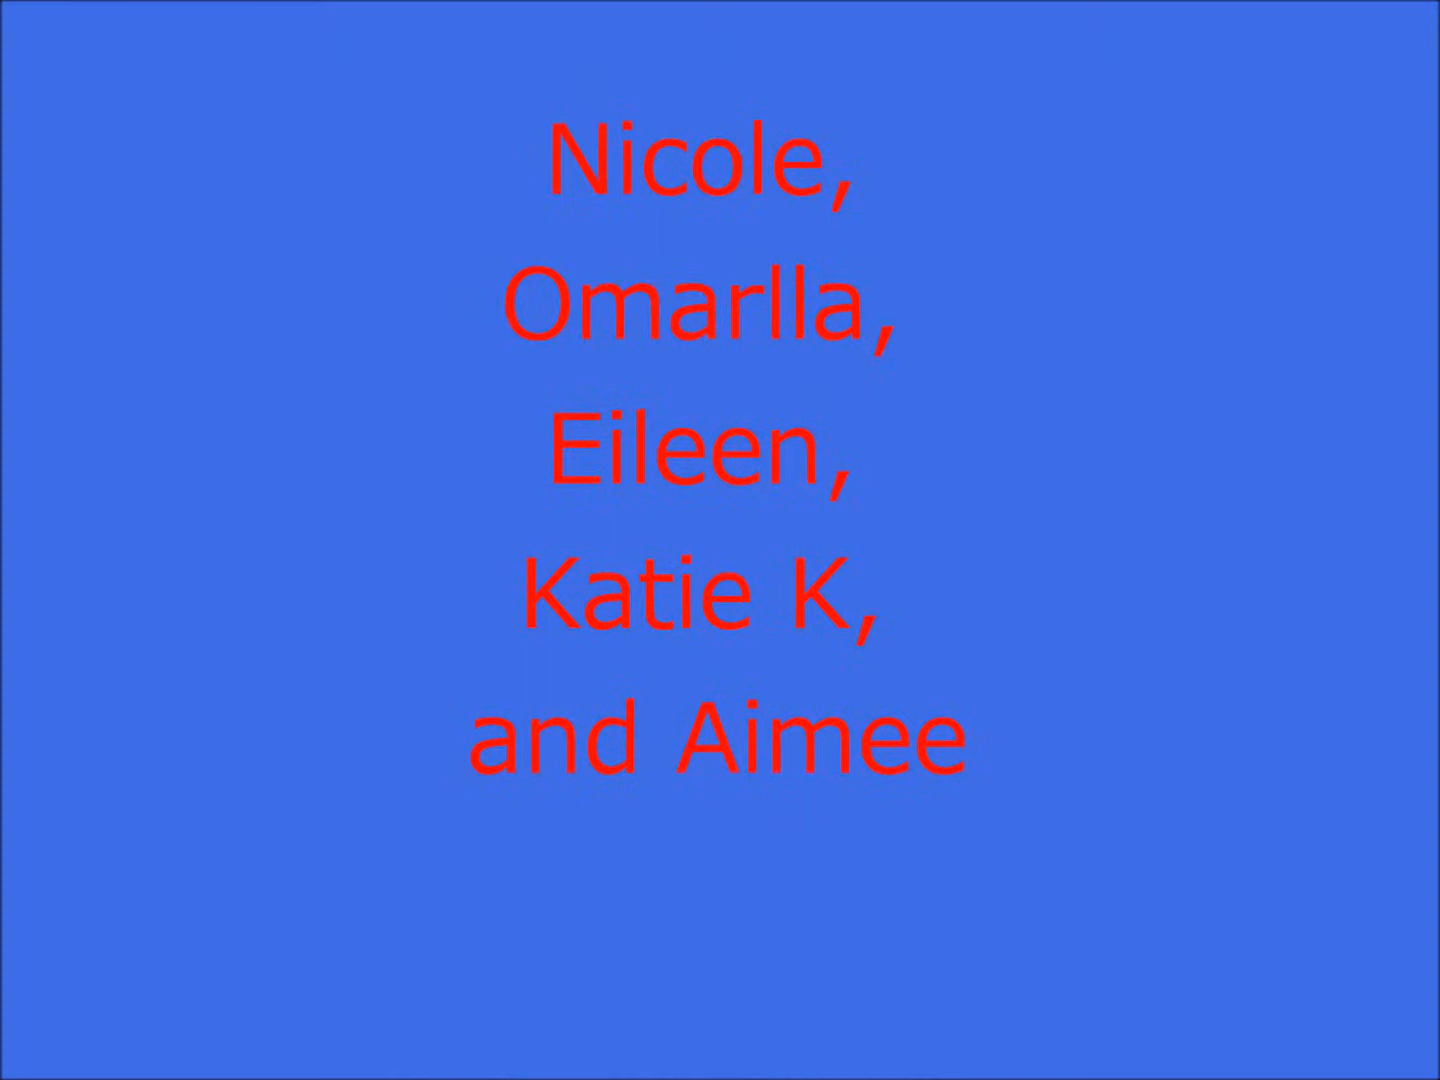 Nicole,
Omarlla,
Eileen,
Katie K,
and Aimee